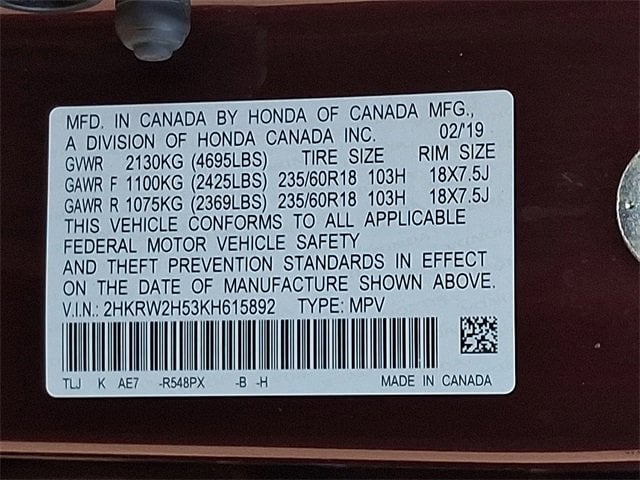 MFD. IN CANADA BY HONDA OF CANADA MFG.,
A DIVISION OF HONDA CANADA INC. 02/'19
GVWR 2130KG (4695LBS) TIRE SIZE RIM SIZE
GAWR F 1100KG (2425LBS) 235/60R18 103H 18X7.5J
GAWR R 1075KG (2369LBS) 235/60R18 103H 18X7.5J
THIS VEHICLE CONFORMS TO ALL APPLICABLE
FEDERAL MOTOR VEHICLE SAFETY
AND THEFT PREVENTION STANDARDS IN EFFECT
ON THE DATE OF MANUFACTURE SHOWN ABOVE.
V.I.N.: 2HKRW2H53KH615892 TYPE: MPV
TLJ K AE7 -R548PX -B -H MADE IN CANADA